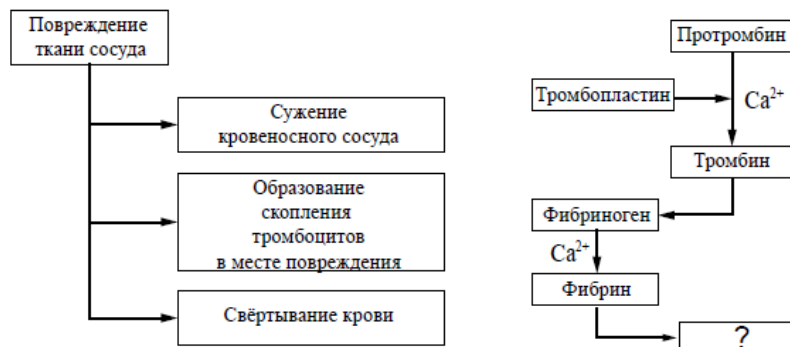 Повреждение
ткани сосуда
Сужение
кровеносного сосуда
Образование
скопления
тромбоцитов
в месте повреждения
Свёртывание крови
Протромбин
Тромбопластин
Ca²⁺
Тромбин
Фибриноген
Ca²⁺
Фибрин
?